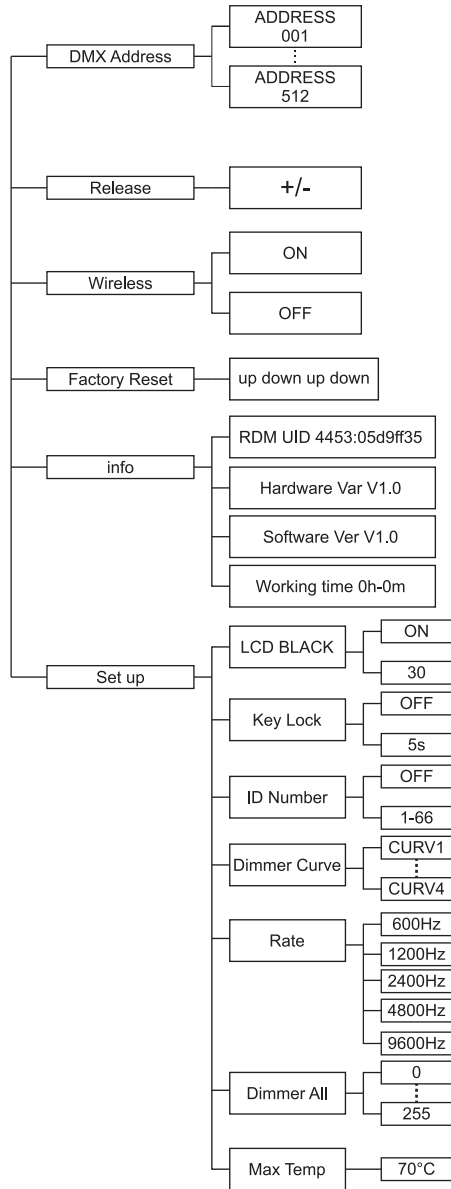 DMX Address
ADDRESS
001
ADDRESS
512
Release
+/-
Wireless
ON
OFF
Factory Reset
up down up down
info
RDM UID 4453:05d9ff35
Hardware Var V1.0
Software Ver V1.0
Working time 0h-0m
Set up
LCD BLACK
ON
30
Key Lock
OFF
5s
ID Number
OFF
1-66
Dimmer Curve
CURV1
CURV4
Rate
600Hz
1200Hz
2400Hz
4800Hz
9600Hz
Dimmer All
0
255
Max Temp
70°C